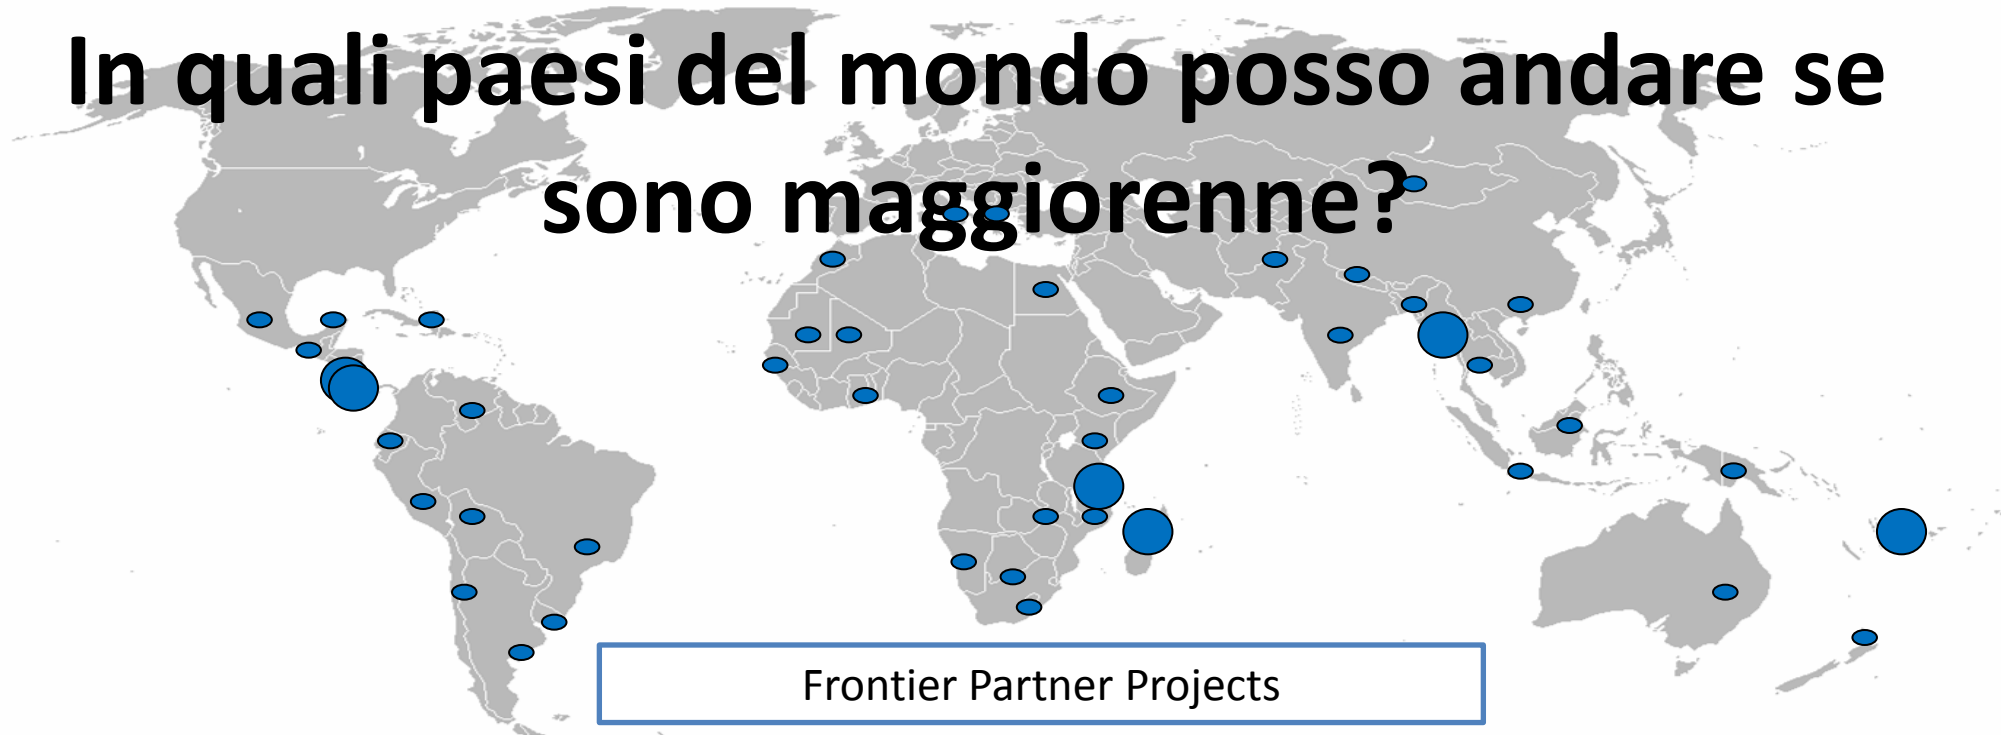 In quali paesi del mondo posso andare se
sono maggiorenne?
Frontier Partner Projects